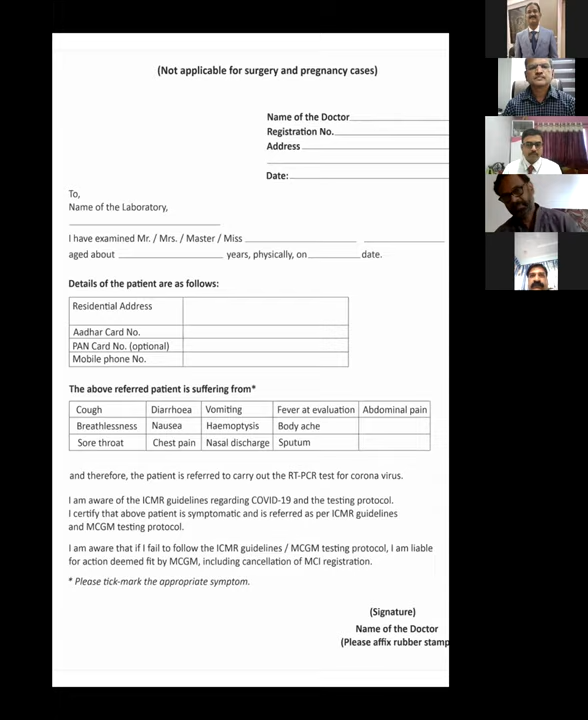 (Not applicable for surgery and pregnancy cases)
Name of the Doctor
Registration No.
Address
Date:
To,
Name of the Laboratory,
I have examined Mr. / Mrs. / Master / Miss
aged about years, physically, on date.
Details of the patient are as follows:
Residential Address
Aadhar Card No.
PAN Card No. (optional)
Mobile phone No.
The above referred patient is suffering from*
Cough Diarrhoea Vomiting Fever at evaluation Abdominal pain
Breathlessness Nausea Haemoptysis Body ache
Sore throat Chest pain Nasal discharge Sputum
and therefore, the patient is referred to carry out the RT-PCR test for corona virus.
I am aware of the ICMR guidelines regarding COVID-19 and the testing protocol.
I certify that above patient is symptomatic and is referred as per ICMR guidelines
and MCGM testing protocol.
I am aware that if I fail to follow the ICMR guidelines / MCGM testing protocol, I am liable
for action deemed fit by MCGM, including cancellation of MCI registration.
* Please tick-mark the appropriate symptom.
(Signature)
Name of the Doctor
(Please affix rubber stamp